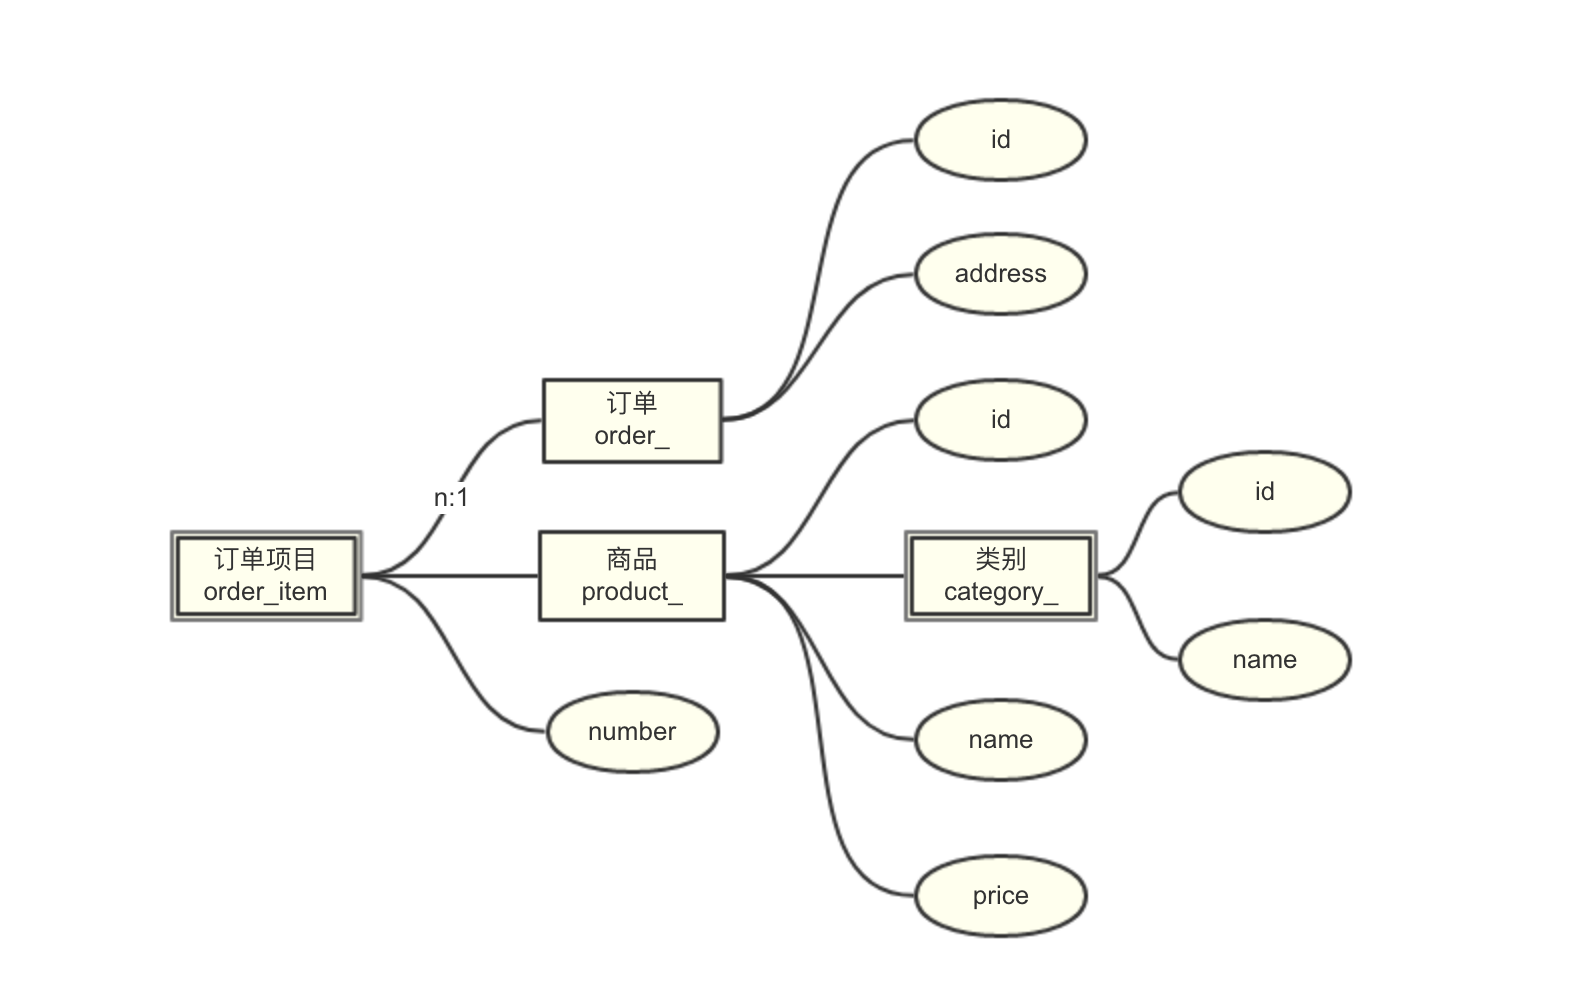 id
address
订单
order_
id
n:1
id
订单项目
order_item
商品
product_
类别
category_
name
number
name
price